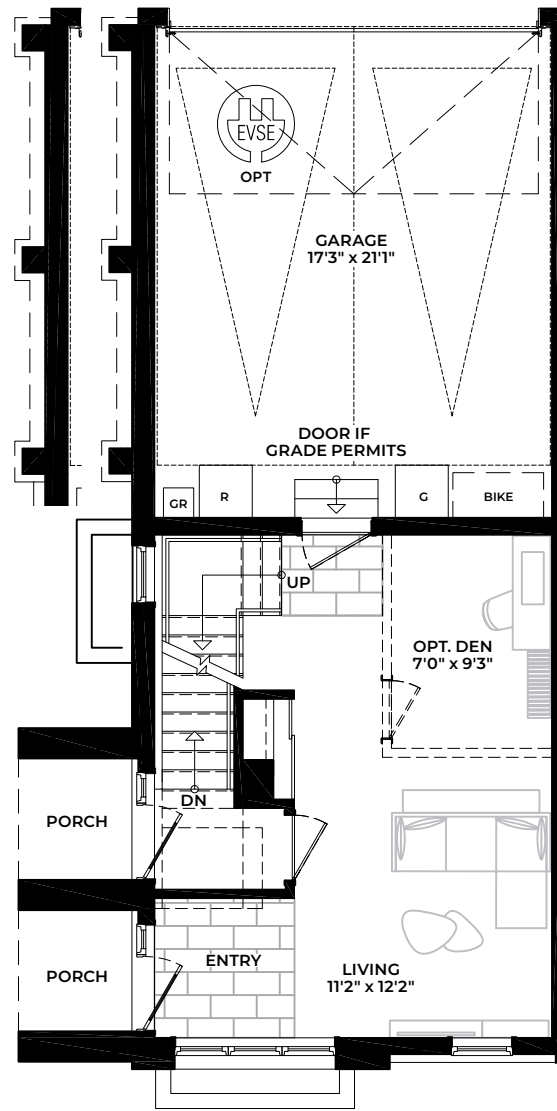 EVSE
OPT
GARAGE
17'3" x 21'1"
DOOR IF
GRADE PERMITS
GR
R
G
BIKE
UP
OPT. DEN
7'0" x 9'3"
DN
PORCH
PORCH
ENTRY
LIVING
11'2" x 12'2"